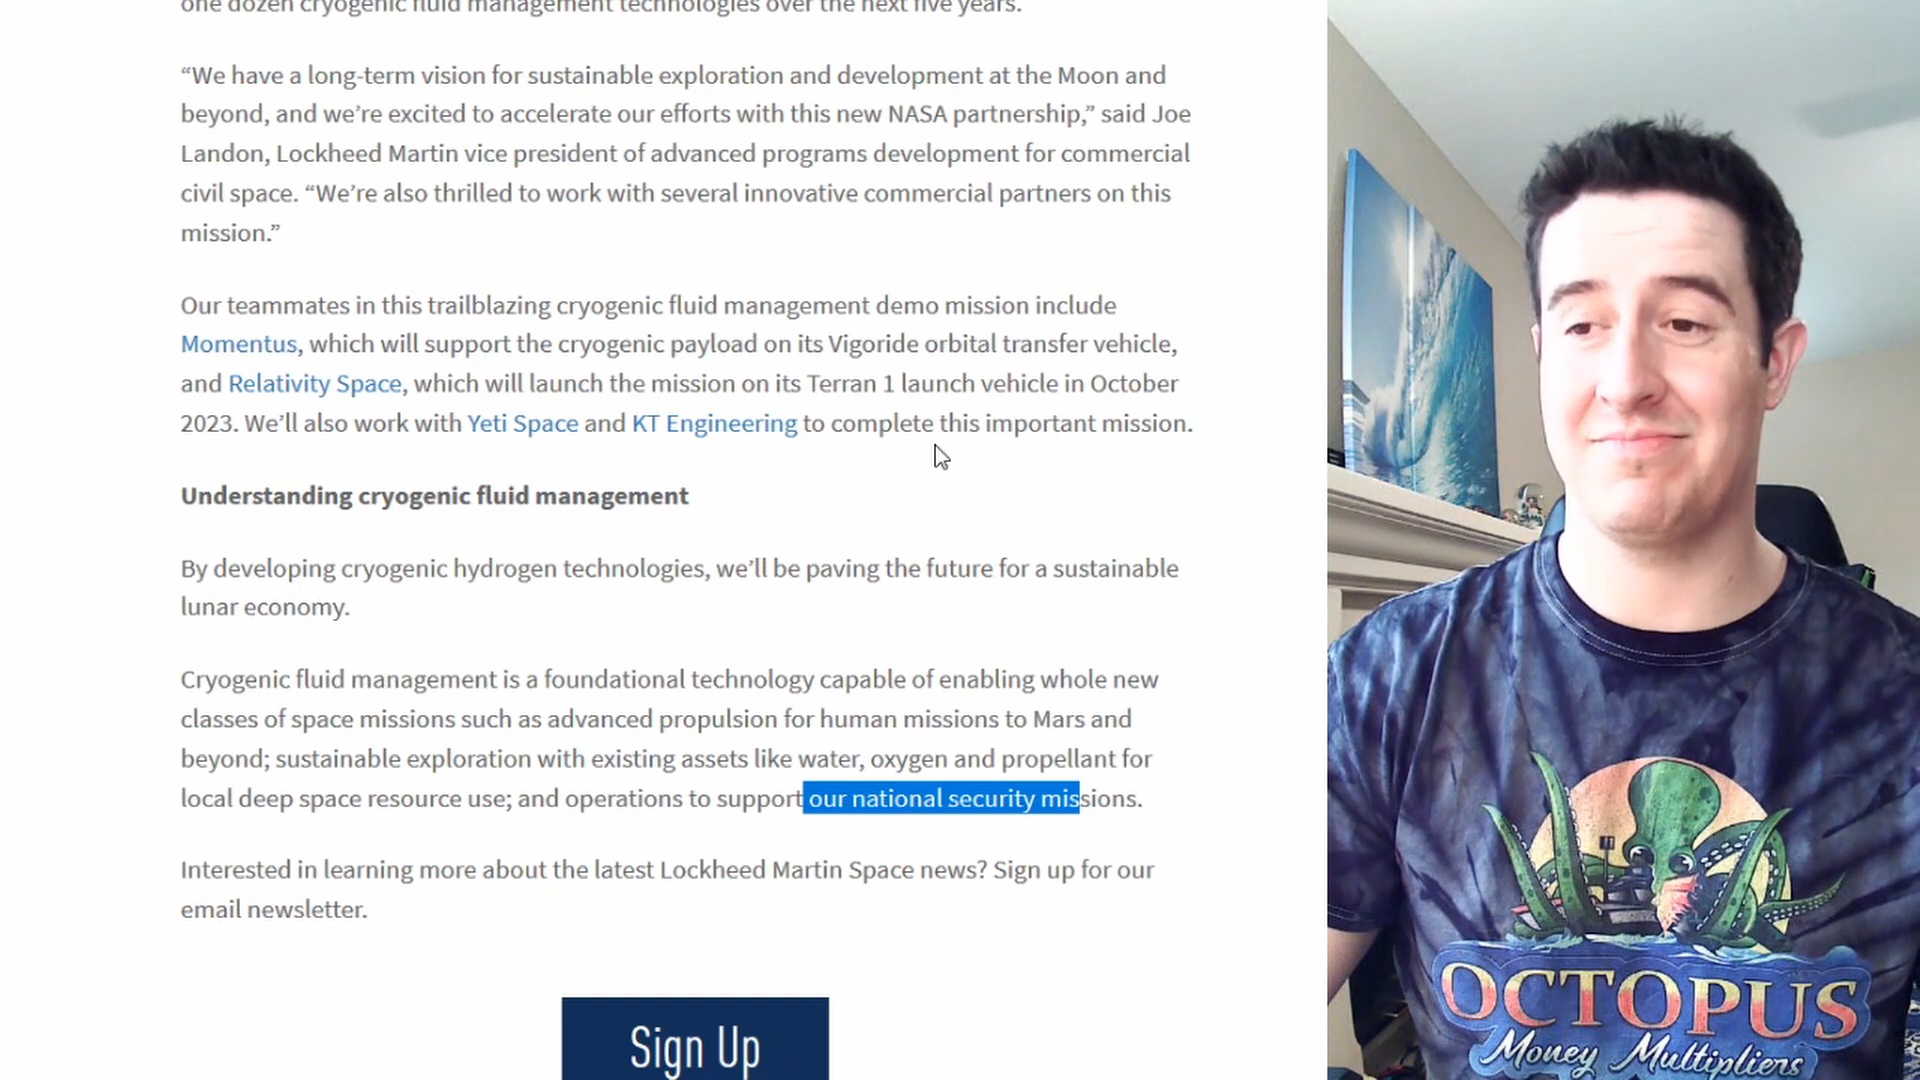 one dozen cryogenic fluid management technologies over the next five years.
“We have a long-term vision for sustainable exploration and development at the Moon and
beyond, and we’re excited to accelerate our efforts with this new NASA partnership,” said Joe
Landon, Lockheed Martin vice president of advanced programs development for commercial
civil space. “We’re also thrilled to work with several innovative commercial partners on this
mission.”
Our teammates in this trailblazing cryogenic fluid management demo mission include
Momentus, which will support the cryogenic payload on its Vigoride orbital transfer vehicle,
and Relativity Space, which will launch the mission on its Terran 1 launch vehicle in October
2023. We’ll also work with Yeti Space and KT Engineering to complete this important mission.
Understanding cryogenic fluid management
By developing cryogenic hydrogen technologies, we’ll be paving the future for a sustainable
lunar economy.
Cryogenic fluid management is a foundational technology capable of enabling whole new
classes of space missions such as advanced propulsion for human missions to Mars and
beyond; sustainable exploration with existing assets like water, oxygen and propellant for
local deep space resource use; and operations to support our national security missions.
Interested in learning more about the latest Lockheed Martin Space news? Sign up for our
email newsletter.
Sign Up
OCTOPUS
Money Multipliers